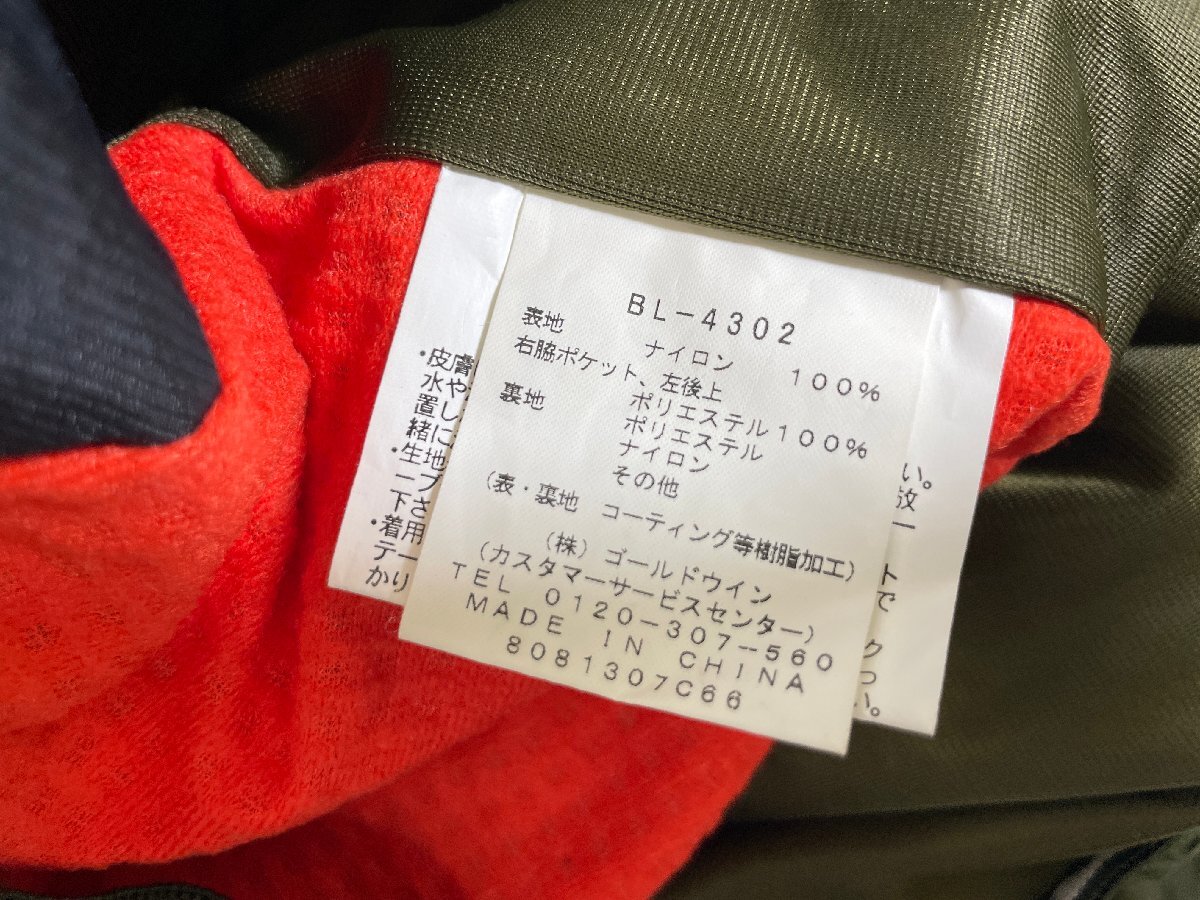 BL-4302
表地 ナイロン 100%
右脇ポケット、左後上
ポリエステル100%
裏地 ポリエステル
ナイロン
その他
(表・裏地 コーティング等樹脂加工)
(株) ゴールドウイン
(カスタマーサービスセンター)
TEL 0120-307-560
MADE IN CHINA
8081307C66
・皮膚
水や
置し
緒に
・生地
ープ
下さ
・着用
テー
かり
い。
放
ー
ト
で
ク
っ
い。